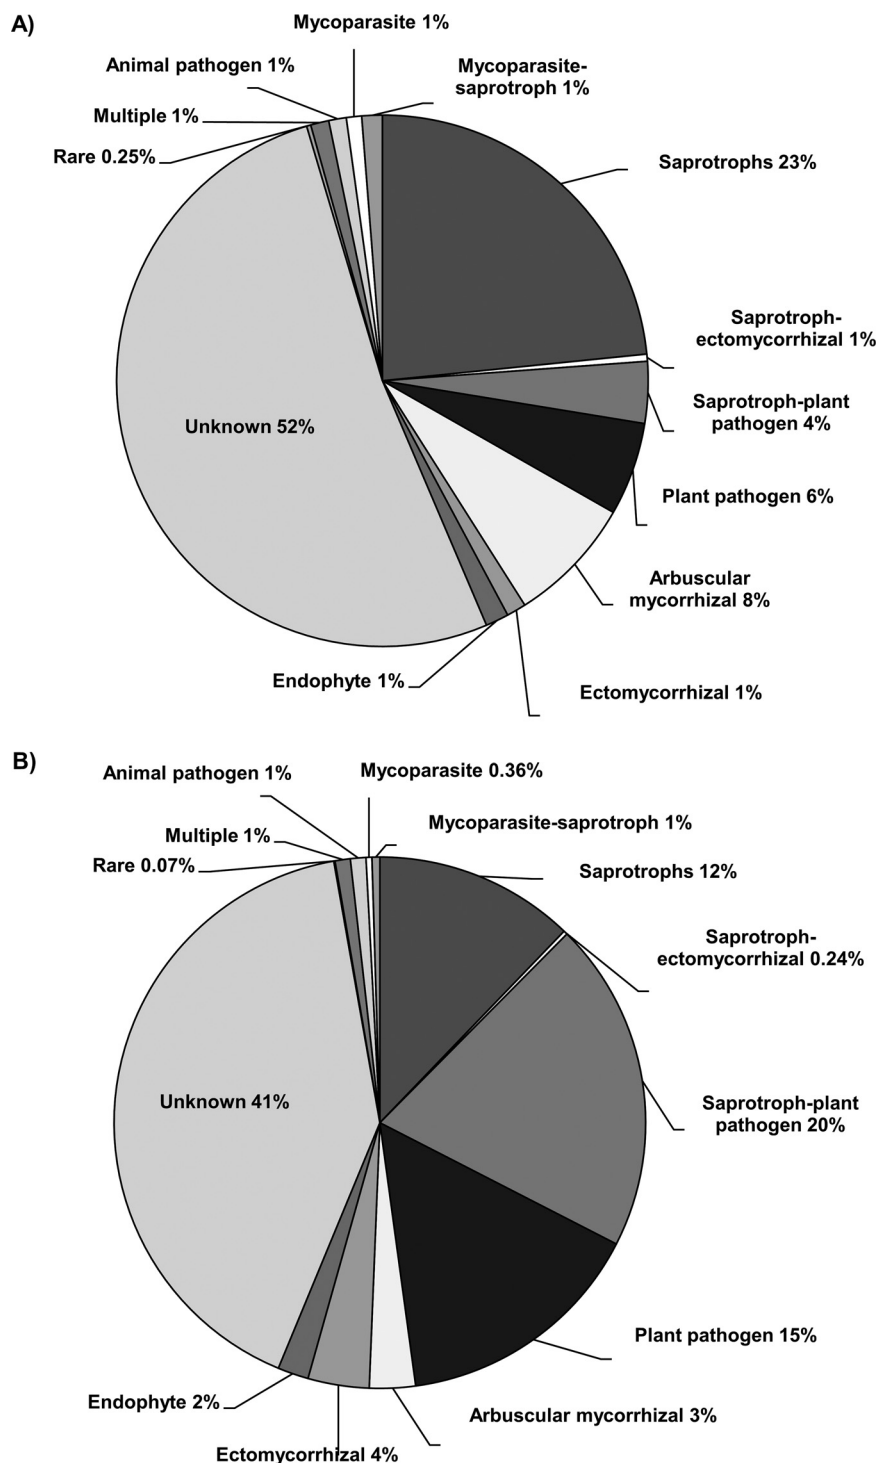 A)
Mycoparasite 1%
Animal pathogen 1%
Mycoparasite-
saprotroph 1%
Multiple 1%
Rare 0.25%
Saprotrophs 23%
Saprotroph-
ectomycorrhizal 1%
Saprotroph-plant
pathogen 4%
Unknown 52%
Plant pathogen 6%
Arbuscular
mycorrhizal 8%
Endophyte 1%
Ectomycorrhizal 1%
B)
Animal pathogen 1%
Mycoparasite 0.36%
Mycoparasite-saprotroph 1%
Multiple 1%
Rare 0.07%
Saprotrophs 12%
Saprotroph-
ectomycorrhizal 0.24%
Unknown 41%
Saprotroph-plant
pathogen 20%
Plant pathogen 15%
Endophyte 2%
Arbuscular mycorrhizal 3%
Ectomycorrhizal 4%